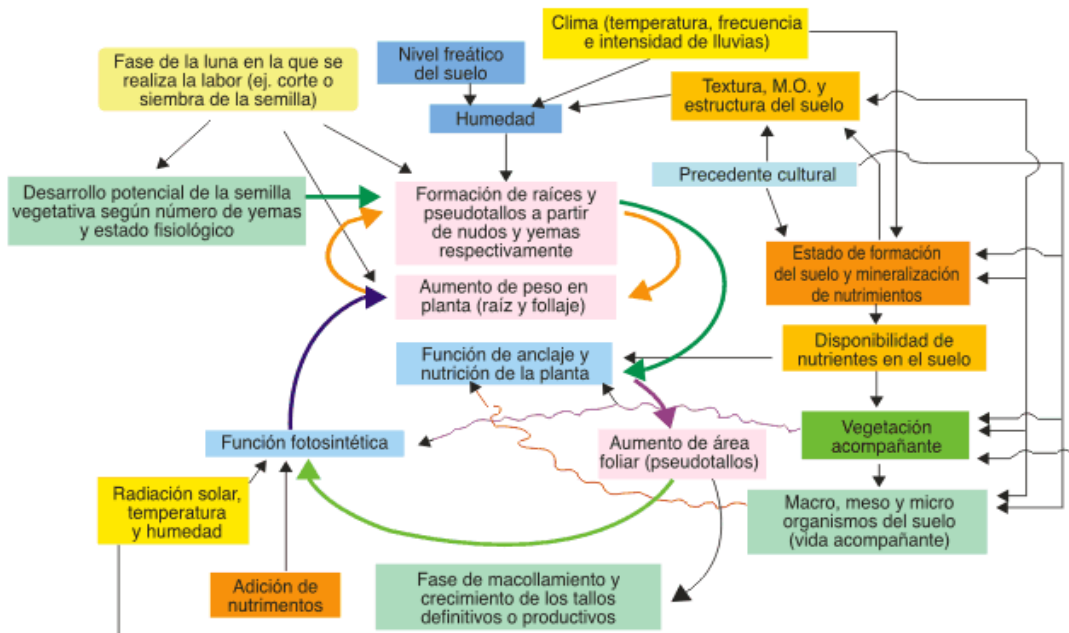 Clima (temperatura, frecuencia
e intensidad de lluvias)
Nivel freático
del suelo
Fase de la luna en la que se
realiza la labor (ej. corte o
siembra de la semilla)
Textura, M.O. y
estructura del suelo
Humedad
Precedente cultural
Desarrollo potencial de la semilla
vegetativa según número de yemas
y estado fisiológico
Formación de raíces y
pseudotallos a partir
de nudos y yemas
respectivamente
Estado de formación
del suelo y mineralización
de nutrimientos
Aumento de peso en
planta (raíz y follaje)
Disponibilidad de
nutrientes en el suelo
Función de anclaje y
nutrición de la planta
Vegetación
acompañante
Función fotosintética
Aumento de área
foliar (pseudotallos)
Radiación solar,
temperatura
y humedad
Macro, meso y micro
organismos del suelo
(vida acompañante)
Adición de
nutrimentos
Fase de macollamiento y
crecimiento de los tallos
definitivos o productivos